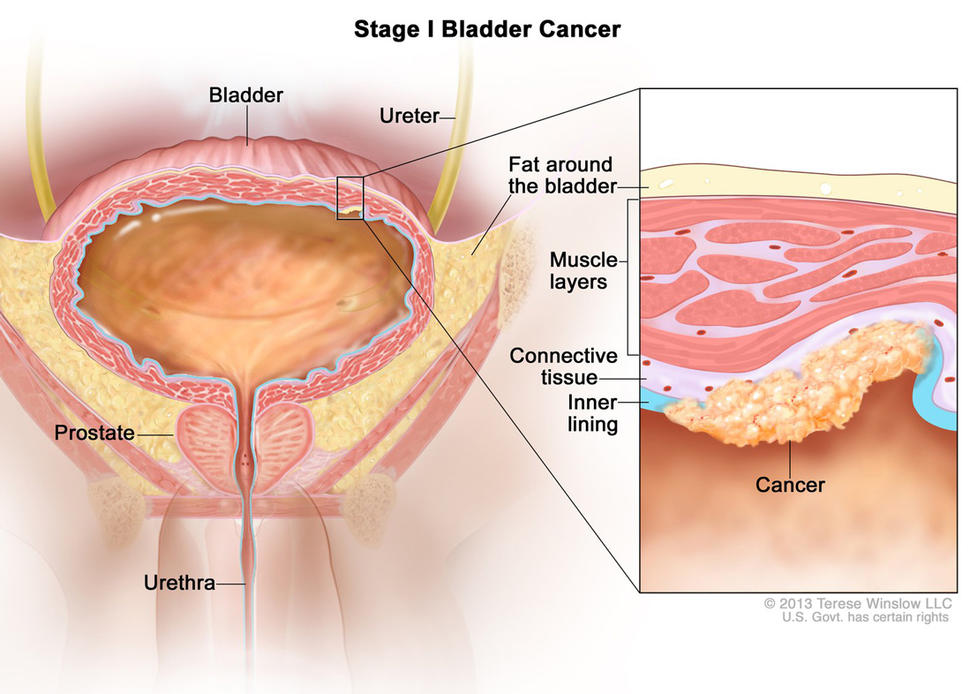 Stage I Bladder Cancer
Bladder
Ureter
Fat around
the bladder
Muscle
layers
Connective
tissue
Inner
lining
Prostate
Cancer
Urethra
© 2013 Terese Winslow LLC
U.S. Govt. has certain rights